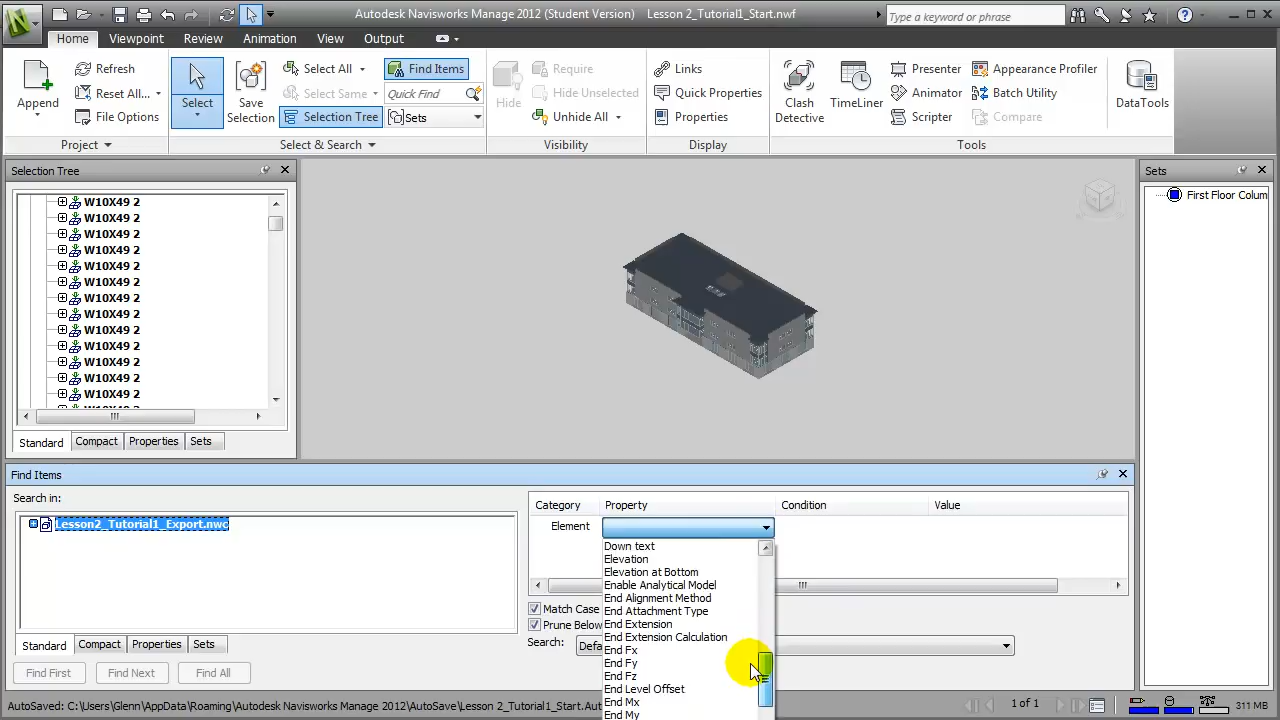 Autodesk Navisworks Manage 2012 (Student Version) Lesson 2_Tutorial1_Start.nwf
Type a keyword or phrase
Home Viewpoint Review Animation View Output
Append
Refresh
Reset All...
File Options
Project
Select
Save Selection
Select All
Select Same
Selection Tree
Find Items
Quick Find
Sets
Select & Search
Hide
Require
Hide Unselected
Unhide All
Visibility
Links
Quick Properties
Properties
Display
Clash Detective
TimeLiner
Presenter
Animator
Scripter
Appearance Profiler
Batch Utility
Compare
DataTools
Tools
Selection Tree
W10X49 2
W10X49 2
W10X49 2
W10X49 2
W10X49 2
W10X49 2
W10X49 2
W10X49 2
W10X49 2
W10X49 2
W10X49 2
W10X49 2
W10X49 2
Standard Compact Properties Sets
Sets
First Floor Colum
Find Items
Search in:
Lesson2_Tutorial1_Export.nwc
Standard Compact Properties Sets
Find First Find Next Find All
Category Property Condition Value
Element
Down text
Elevation
Elevation at Bottom
Enable Analytical Model
End Alignment Method
End Attachment Type
End Extension
End Extension Calculation
End Fx
End Fy
End Fz
End Level Offset
End Mx
End My
Match Case
Prune Below
Search: Defa
AutoSaved: C:\Users\Glenn\AppData\Roaming\Autodesk Navisworks Manage 2012\AutoSave\Lesson 2_Tutorial1_Start.Aut
1 of 1
311 MB